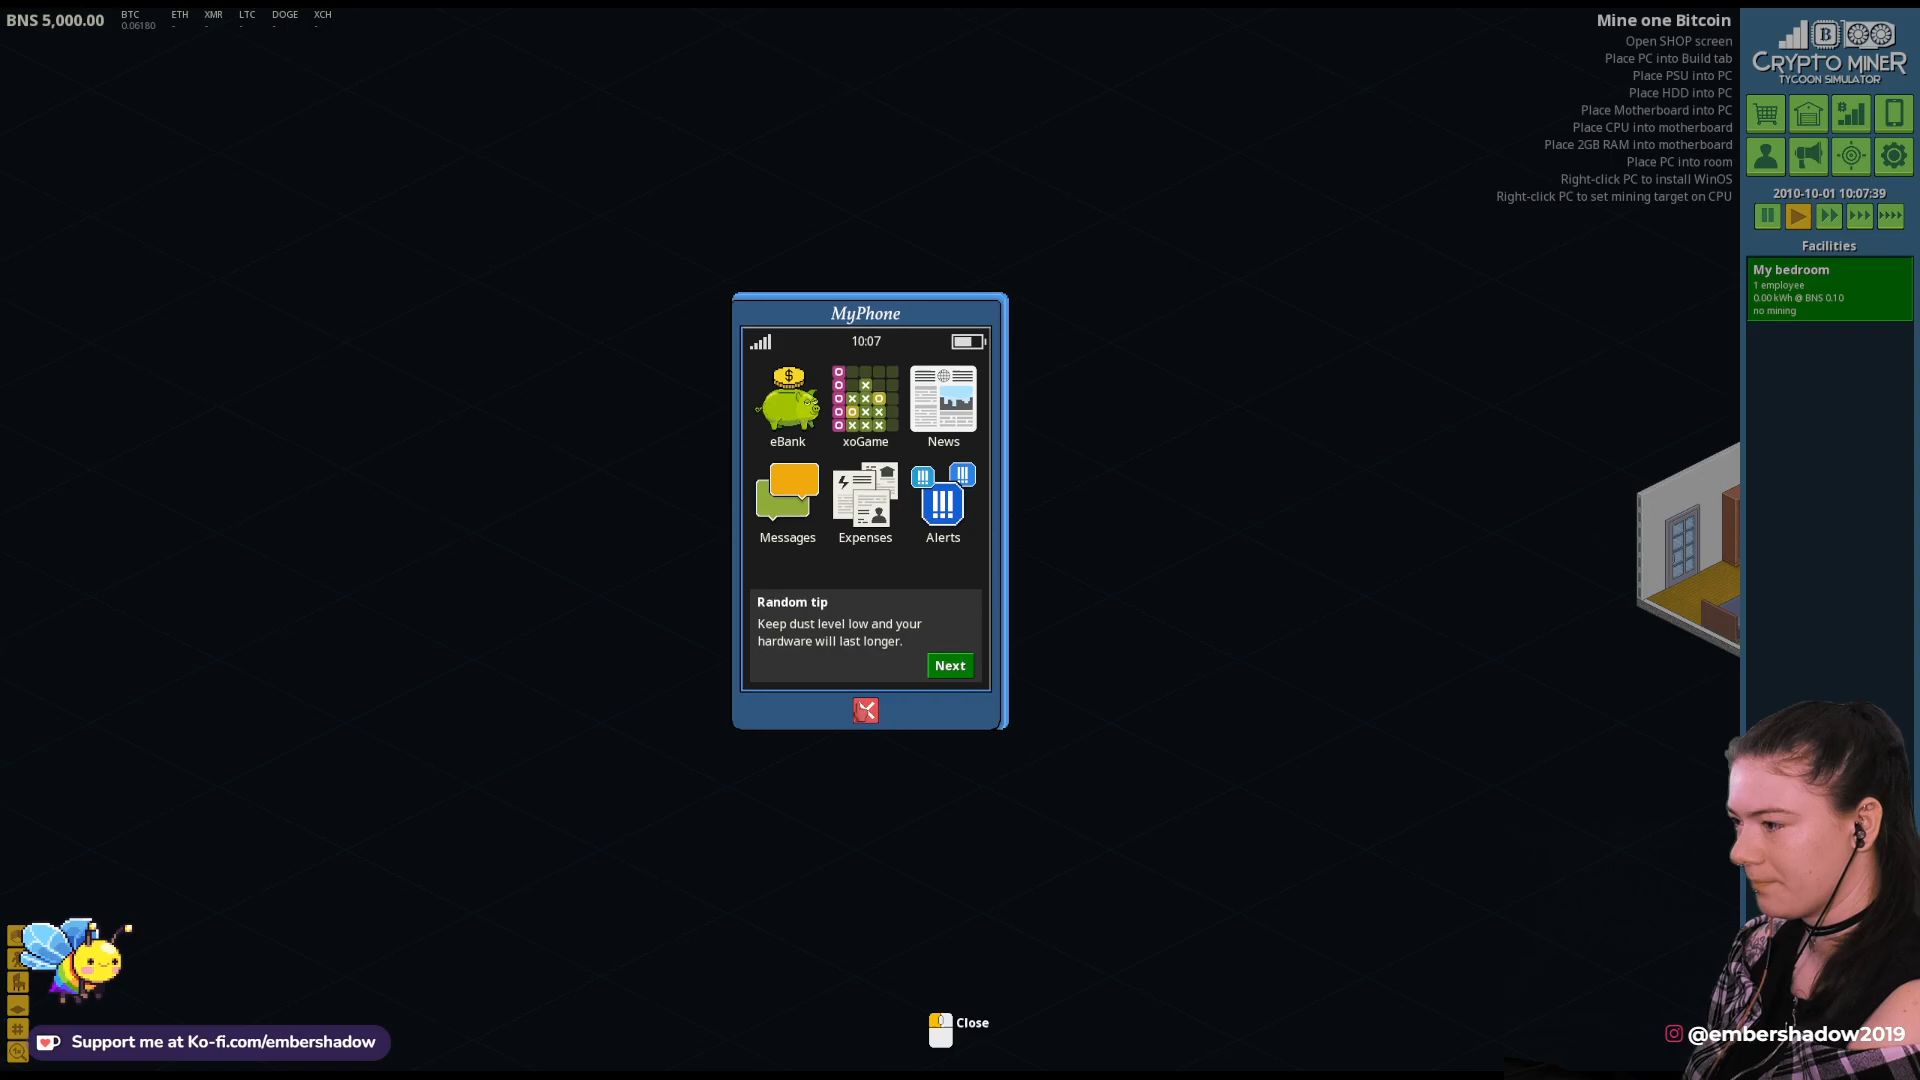 BNS 5,000.00
BTC
0.06180
ETH
-
XMR
-
LTC
-
DOGE
-
XCH
-
Mine one Bitcoin
Open SHOP screen
Place PC into Build tab
Place PSU into PC
Place HDD into PC
Place Motherboard into PC
Place CPU into motherboard
Place 2GB RAM into motherboard
Place PC into room
Right-click PC to install WinOS
Right-click PC to set mining target on CPU
CRYPTO MINER
TYCOON SIMULATOR
2010-10-01 10:07:39
Facilities
My bedroom
1 employee
0.00 kWh @ BNS 0.10
no mining
MyPhone
10:07
eBank
xoGame
News
Messages
Expenses
Alerts
Random tip
Keep dust level low and your
hardware will last longer.
Next
Close
Support me at Ko-fi.com/embershadow
@embershadow2019